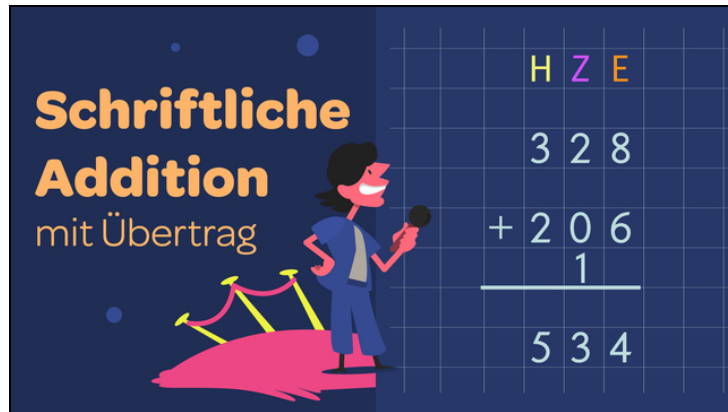 Schriftliche
Addition
mit Übertrag
H Z E
3 2 8
+ 2 0 6
1
5 3 4